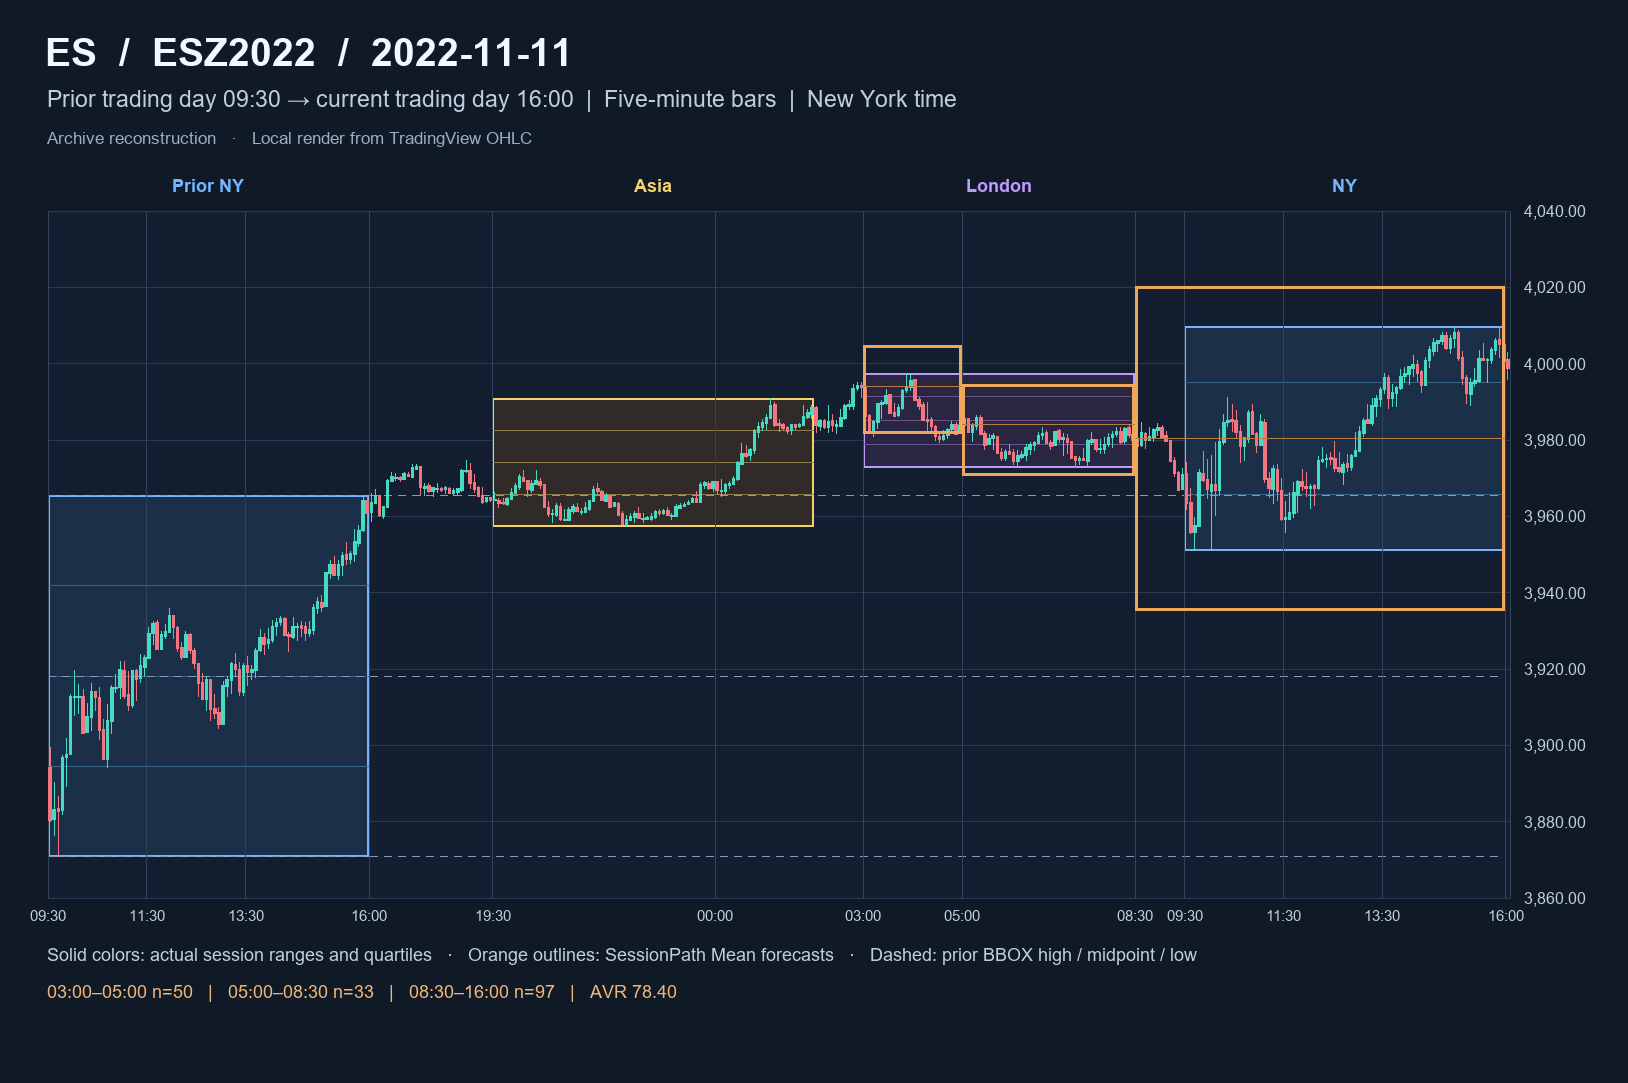 ES / ESZ2022 / 2022-11-11
Prior trading day 09:30 → current trading day 16:00 | Five-minute bars | New York time
Archive reconstruction · Local render from TradingView OHLC
Prior NY Asia London NY
4,040.00
4,020.00
4,000.00
3,980.00
3,960.00
3,940.00
3,920.00
3,900.00
3,880.00
3,860.00
09:30 11:30 13:30 16:00 19:30 00:00 03:00 05:00 08:30 09:30 11:30 13:30 16:00
Solid colors: actual session ranges and quartiles · Orange outlines: SessionPath Mean forecasts · Dashed: prior BBOX high / midpoint / low
03:00–05:00 n=50 | 05:00–08:30 n=33 | 08:30–16:00 n=97 | AVR 78.40